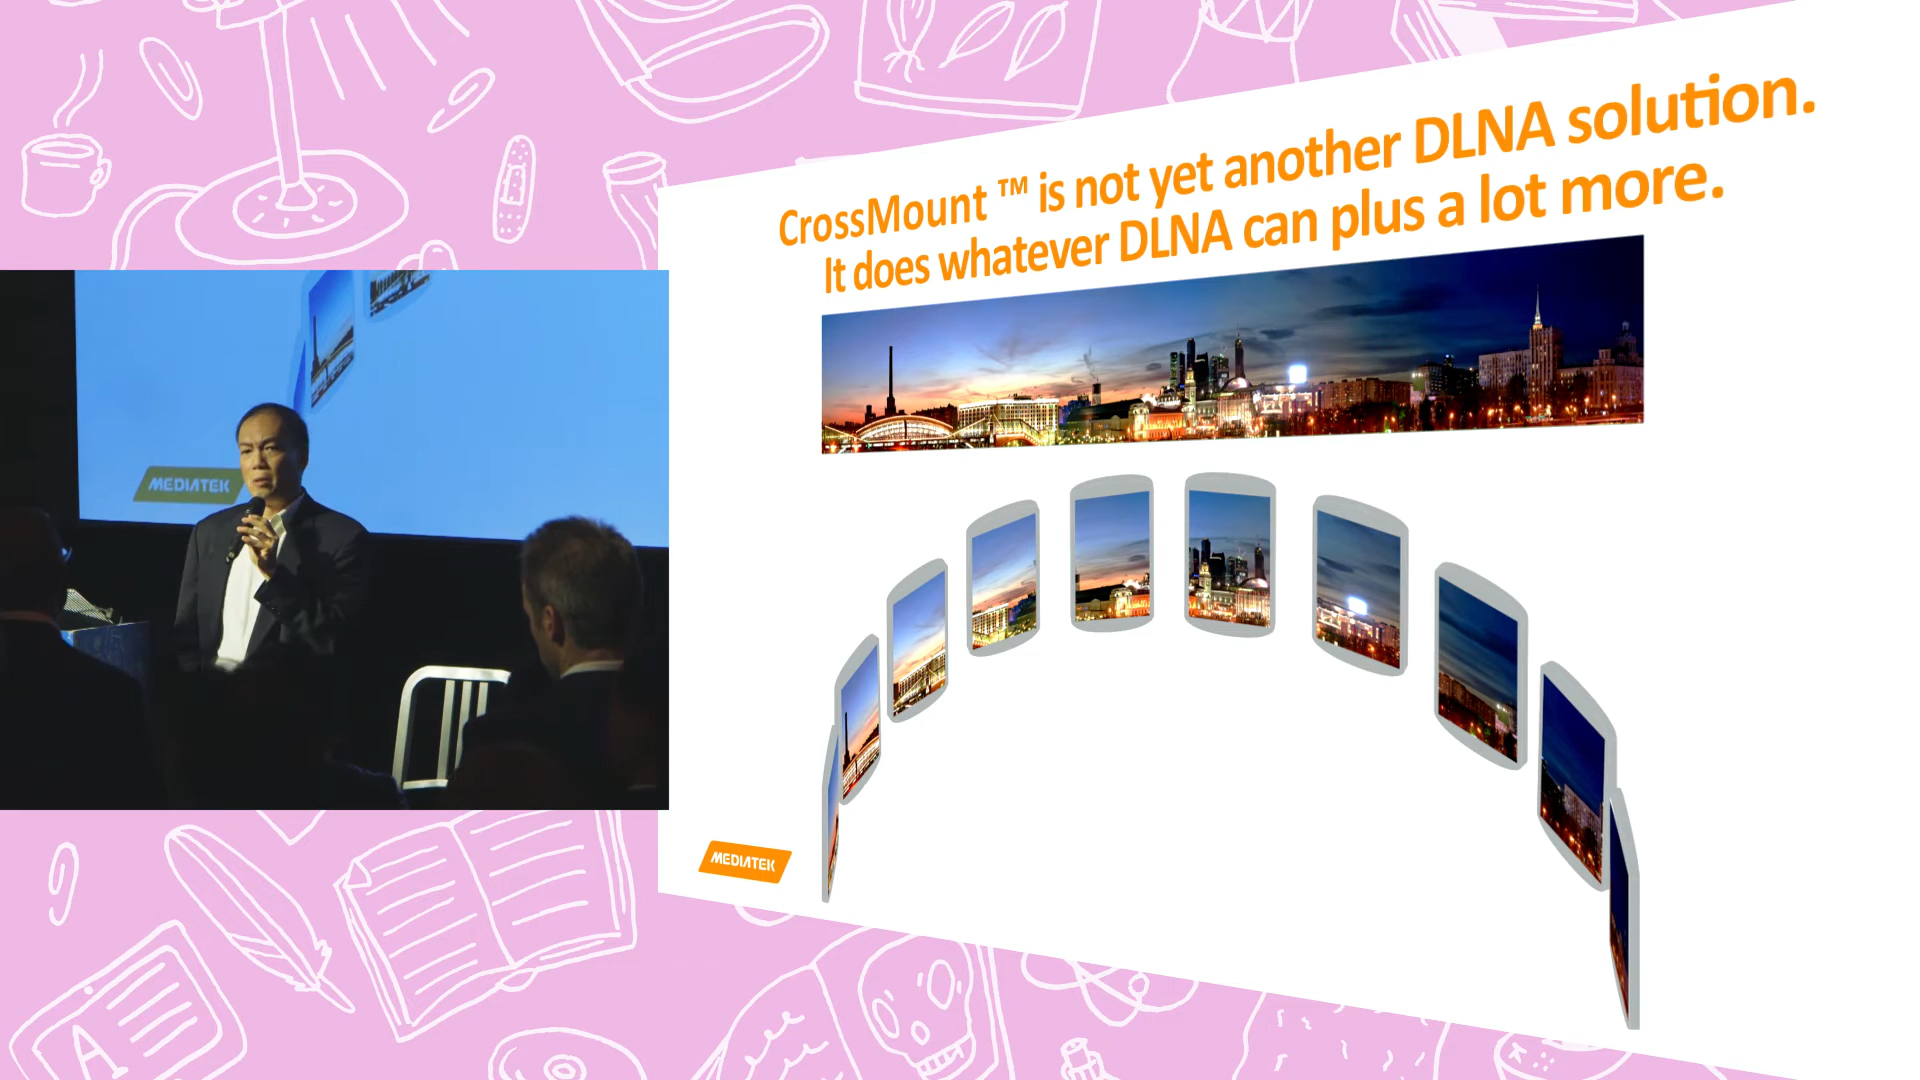 CrossMount ™ is not yet another DLNA solution.
It does whatever DLNA can plus a lot more.
MEDIATEK
MEDIATEK
A